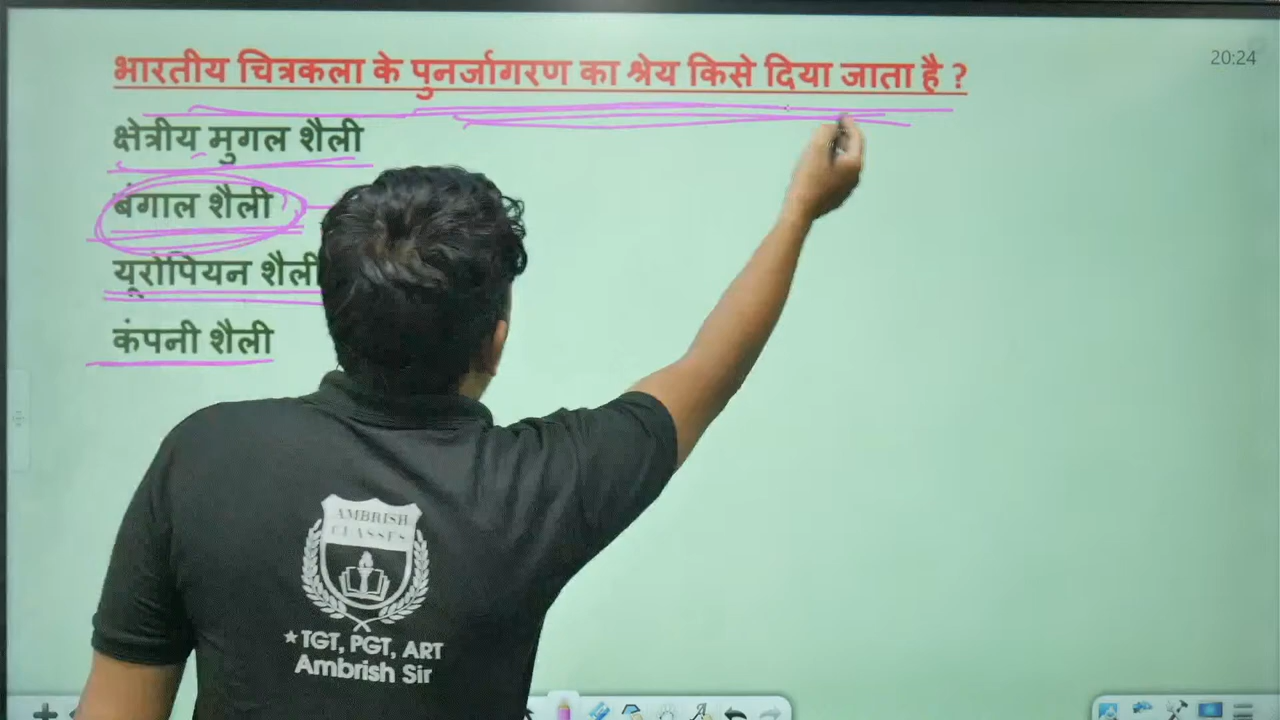 भारतीय चित्रकला के पुनर्जागरण का श्रेय किसे दिया जाता है ?
20:24
क्षेत्रीय मुगल शैली
बंगाल शैली
यूरोपियन शैली
कंपनी शैली
AMBRISH
CLASSES
★TGT, PGT, ART
Ambrish Sir